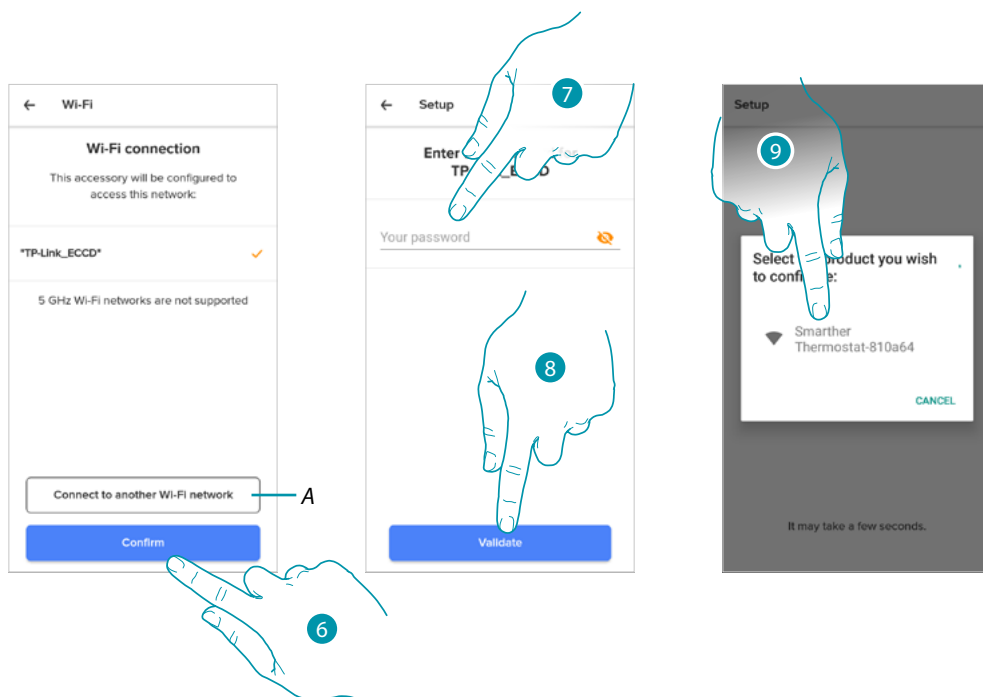 Wi-Fi
Wi-Fi connection
This accessory will be configured to
access this network:
"TP-Link_ECCD"
5 GHz Wi-Fi networks are not supported
Connect to another Wi-Fi network
A
Confirm
6
Setup
7
Enter
TP
D
Your password
8
Validate
Setup
9
Select product you wish
to
Smarther
Thermostat-810a64
CANCEL
It may take a few seconds.